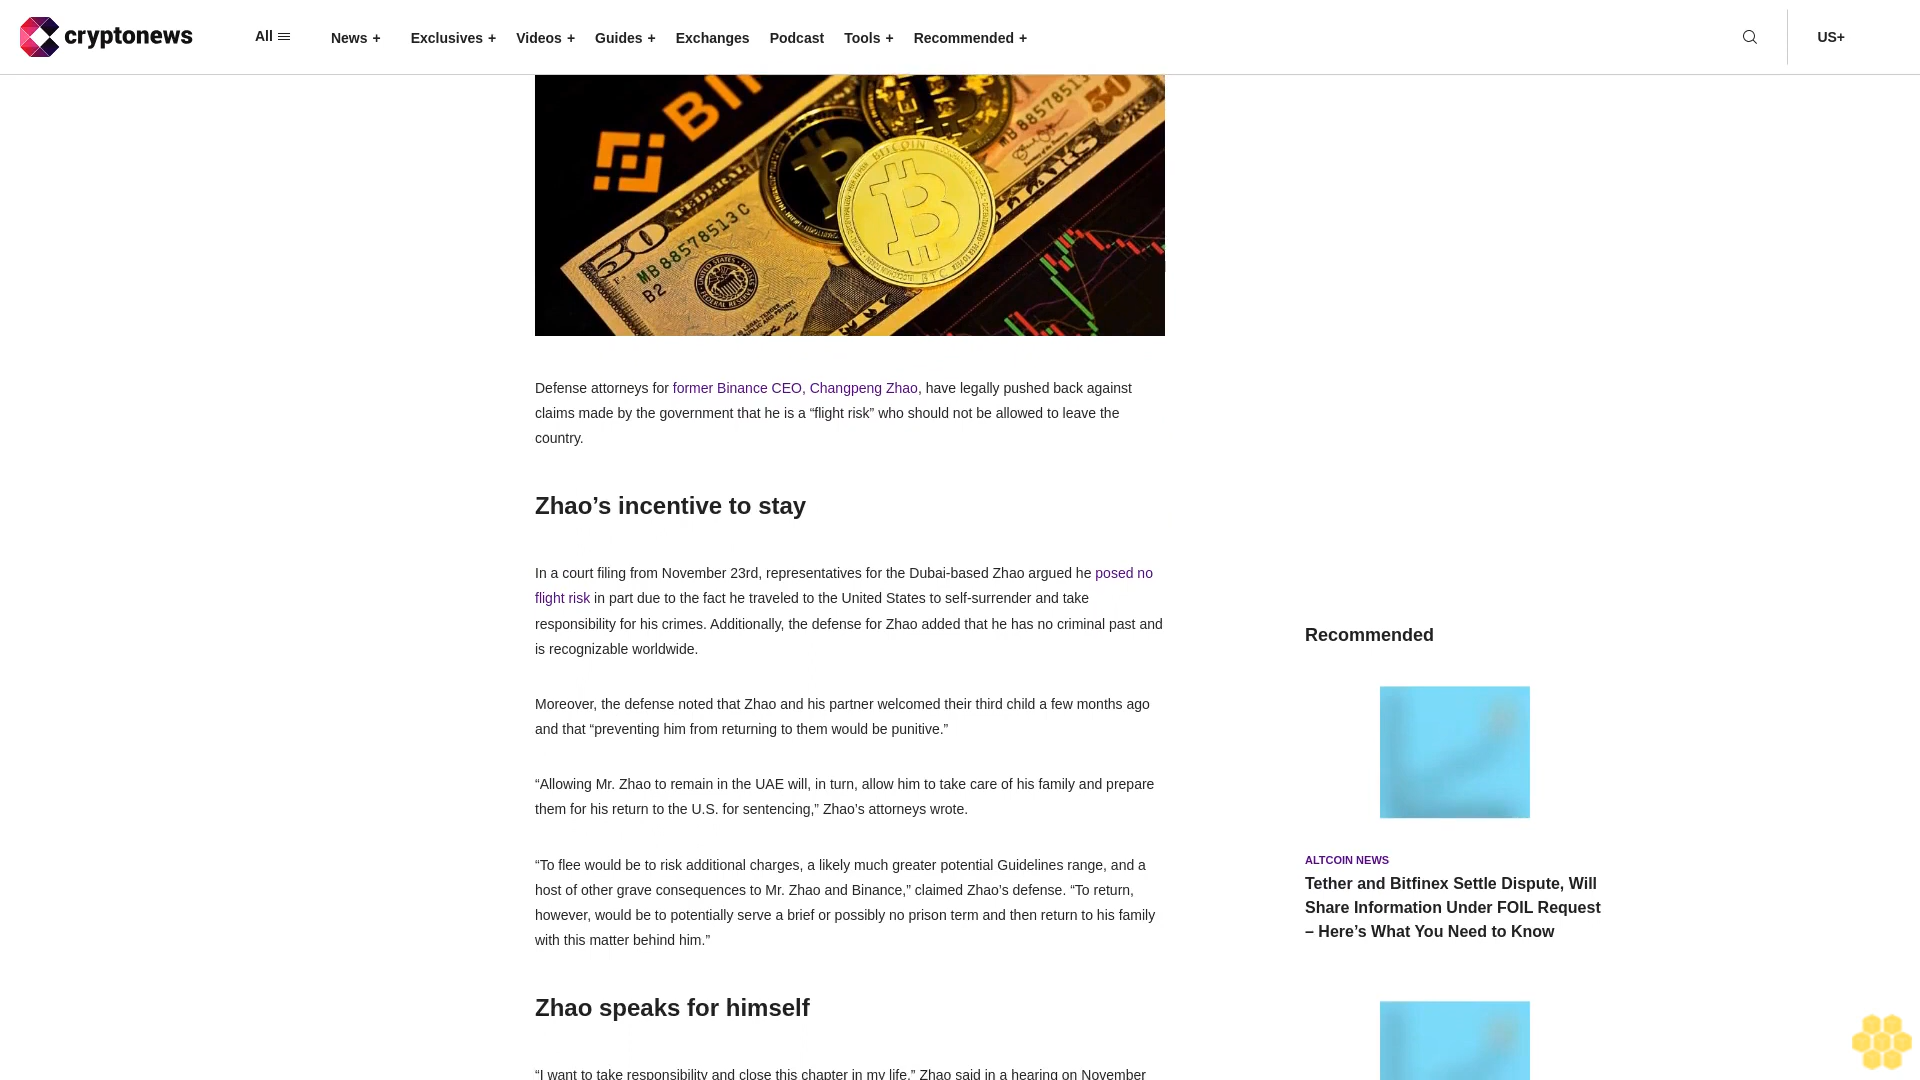 cryptonews
All
News +
Exclusives +
Videos +
Guides +
Exchanges
Podcast
Tools +
Recommended +
US+
50
MB 88578513 C
B2
BITCOIN
BTC
Defense attorneys for former Binance CEO, Changpeng Zhao, have legally pushed back against
claims made by the government that he is a “flight risk” who should not be allowed to leave the
country.
Zhao’s incentive to stay
In a court filing from November 23rd, representatives for the Dubai-based Zhao argued he posed no
flight risk in part due to the fact he traveled to the United States to self-surrender and take
responsibility for his crimes. Additionally, the defense for Zhao added that he has no criminal past and
is recognizable worldwide.
Moreover, the defense noted that Zhao and his partner welcomed their third child a few months ago
and that “preventing him from returning to them would be punitive.”
“Allowing Mr. Zhao to remain in the UAE will, in turn, allow him to take care of his family and prepare
them for his return to the U.S. for sentencing,” Zhao’s attorneys wrote.
“To flee would be to risk additional charges, a likely much greater potential Guidelines range, and a
host of other grave consequences to Mr. Zhao and Binance,” claimed Zhao’s defense. “To return,
however, would be to potentially serve a brief or possibly no prison term and then return to his family
with this matter behind him.”
Zhao speaks for himself
“I want to take responsibility and close this chapter in my life,” Zhao said in a hearing on November
Recommended
ALTCOIN NEWS
Tether and Bitfinex Settle Dispute, Will
Share Information Under FOIL Request
– Here’s What You Need to Know